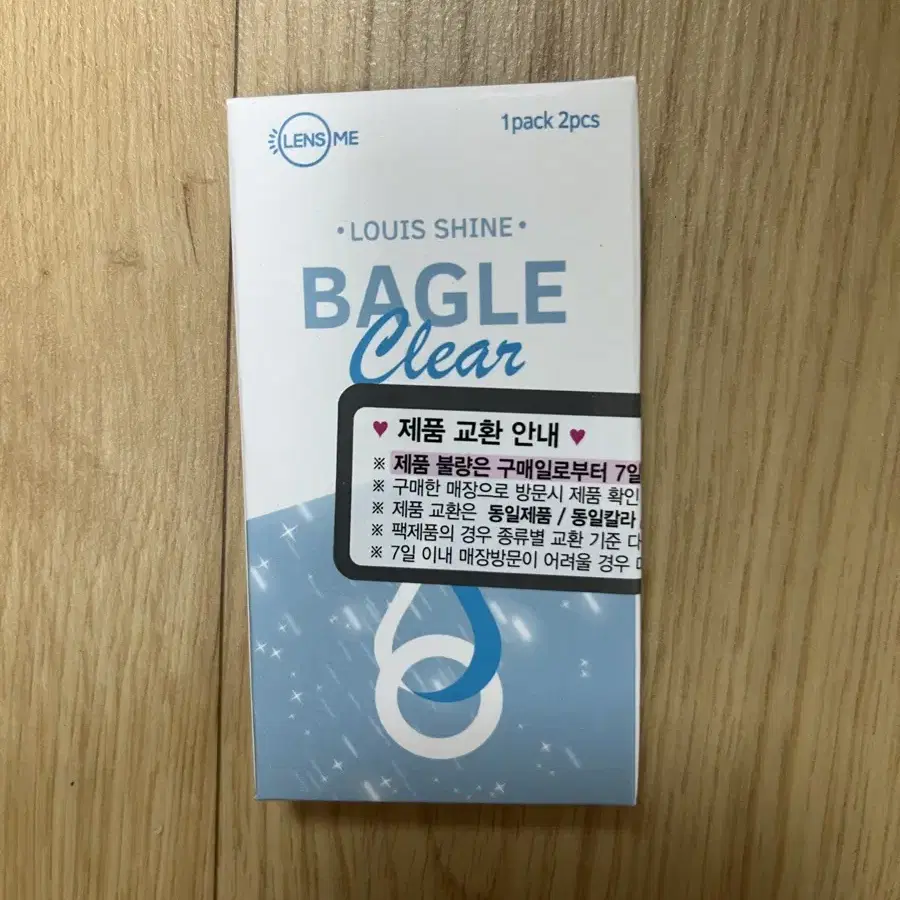 LENS ME
1pack 2pcs
•LOUIS SHINE•
BAGLE
Clear
♥ 제품 교환 안내 ♥
※ 제품 불량은 구매일로부터 7일
※ 구매한 매장으로 방문시 제품 확인
※ 제품 교환은 동일제품 / 동일칼라
※ 팩제품의 경우 종류별 교환 기준
※ 7일 이내 매장방문이 어려울 경우